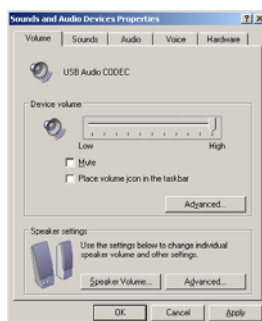 Sounds and Audio Devices Properties
Volume
Sounds
Audio
Voice
Hardware
USB Audio CODEC
Device volume
Low
High
Mute
Place volume icon in the taskbar
Advanced...
Speaker settings
Use the settings below to change individual
speaker volume and other settings.
Speaker Volume...
Advanced...
OK
Cancel
Apply